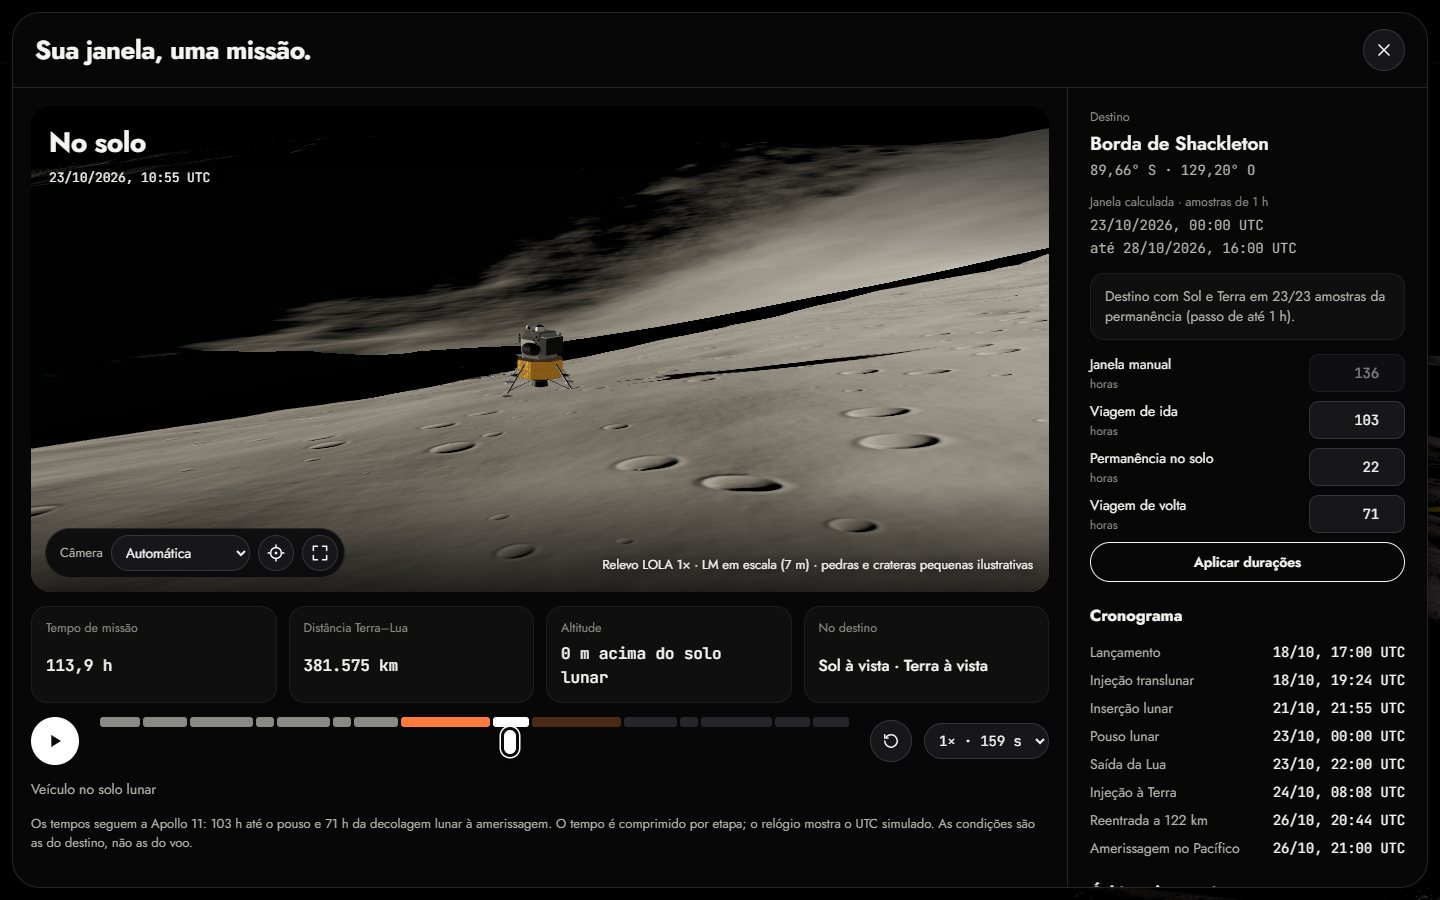 Sua janela, uma missão.
No solo
23/10/2026, 10:55 UTC
Câmera
Automática
Relevo LOLA 1× · LM em escala (7 m) · pedras e crateras pequenas ilustrativas
Tempo de missão
113,9 h
Distância Terra–Lua
381.575 km
Altitude
0 m acima do solo
lunar
No destino
Sol à vista · Terra à vista
1× · 159 s
Veículo no solo lunar
Os tempos seguem a Apollo 11: 103 h até o pouso e 71 h da decolagem lunar à amerissagem. O tempo é comprimido por etapa; o relógio mostra o UTC simulado. As condições são
as do destino, não as do voo.
Destino
Borda de Shackleton
89,66° S · 129,20° O
Janela calculada · amostras de 1 h
23/10/2026, 00:00 UTC
até 28/10/2026, 16:00 UTC
Destino com Sol e Terra em 23/23 amostras da
permanência (passo de até 1 h).
Janela manual
horas
136
Viagem de ida
horas
103
Permanência no solo
horas
22
Viagem de volta
horas
71
Aplicar durações
Cronograma
Lançamento 18/10, 17:00 UTC
Injeção translunar 18/10, 19:24 UTC
Inserção lunar 21/10, 21:55 UTC
Pouso lunar 23/10, 00:00 UTC
Saída da Lua 23/10, 22:00 UTC
Injeção à Terra 24/10, 08:08 UTC
Reentrada a 122 km 26/10, 20:44 UTC
Amerissagem no Pacífico 26/10, 21:00 UTC